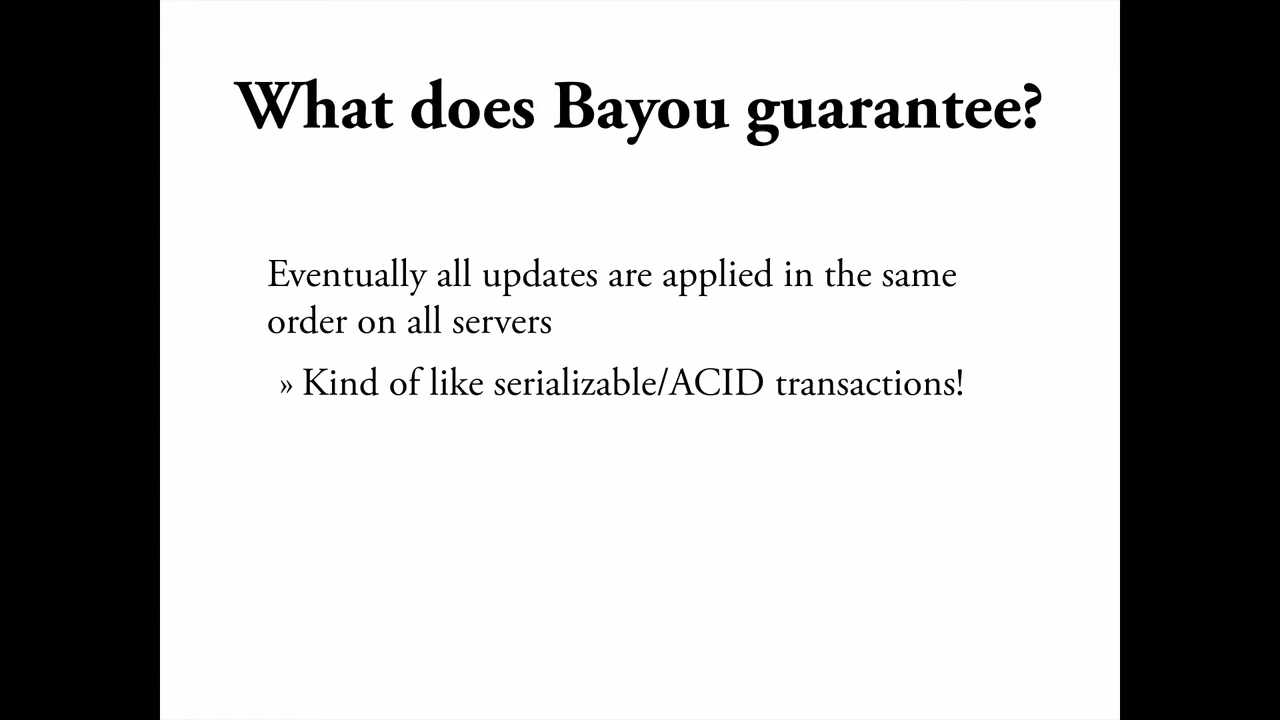 What does Bayou guarantee?
Eventually all updates are applied in the same
order on all servers
» Kind of like serializable/ACID transactions!